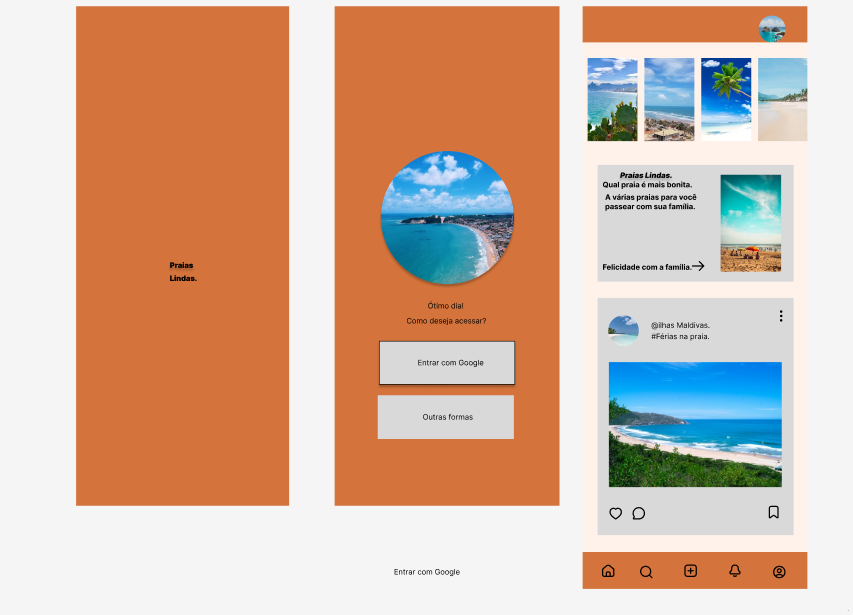 Praias
Lindas.
Ótimo dia!
Como deseja acessar?
Entrar com Google
Outras formas
Entrar com Google
Praias Lindas.
Qual praia é mais bonita.
A várias praias para você
passear com sua família.
Felicidade com a família.
@ilhas Maldivas.
#Férias na praia.